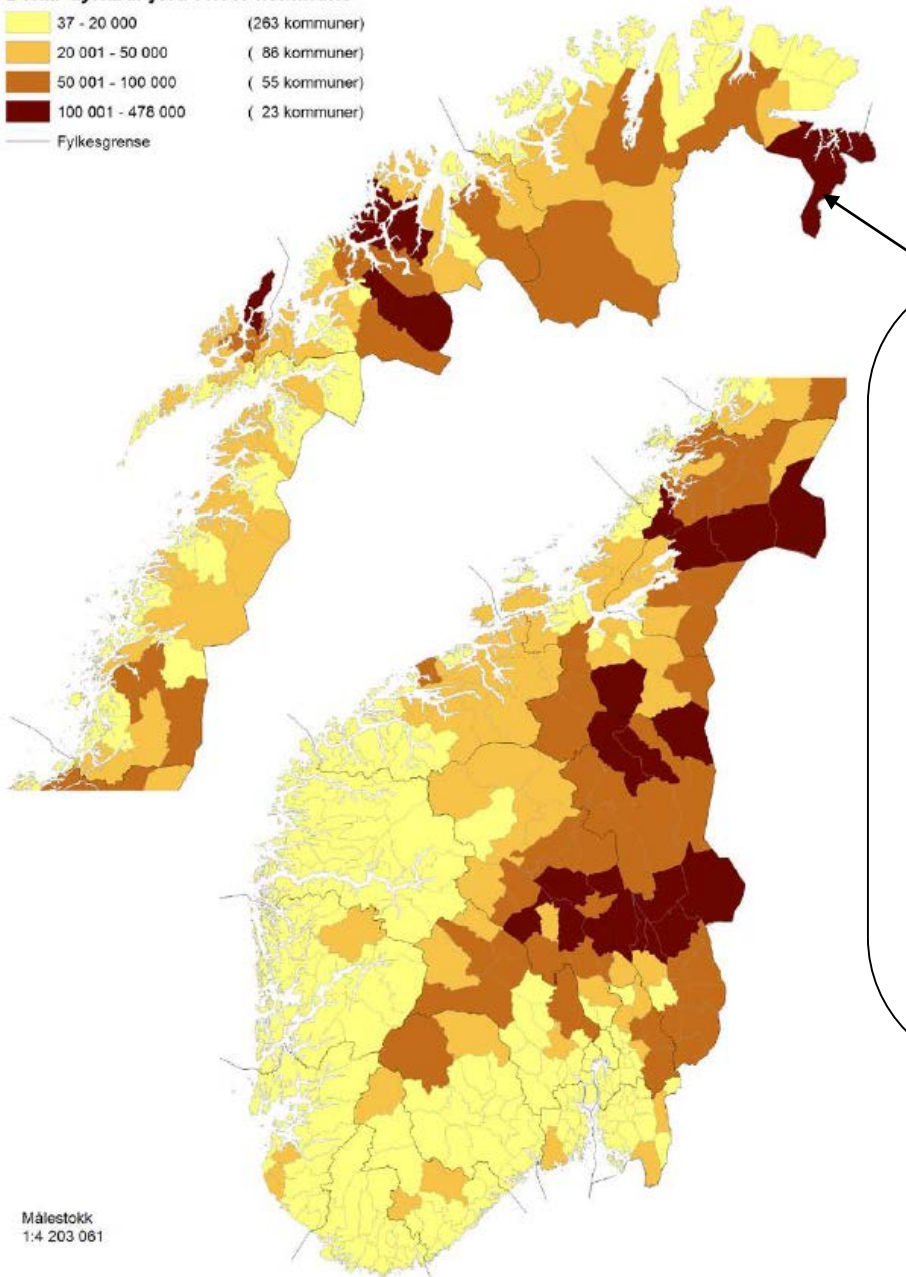 37 - 20 000 (263 kommuner)
20 001 - 50 000 ( 86 kommuner)
50 001 - 100 000 ( 55 kommuner)
100 001 - 478 000 ( 23 kommuner)
Fylkesgrense
Målestokk
1:4 203 061